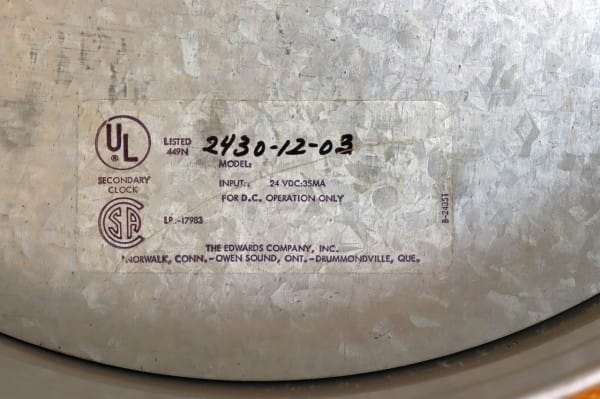 UL
®
LISTED
449N
2430-12-03
MODEL:
SECONDARY
CLOCK
INPUT: 24 VDC:35MA
FOR D.C. OPERATION ONLY
CSA
LR-17983
B-24351
THE EDWARDS COMPANY, INC.
NORWALK, CONN. - OWEN SOUND, ONT. - DRUMMONDVILLE, QUE.